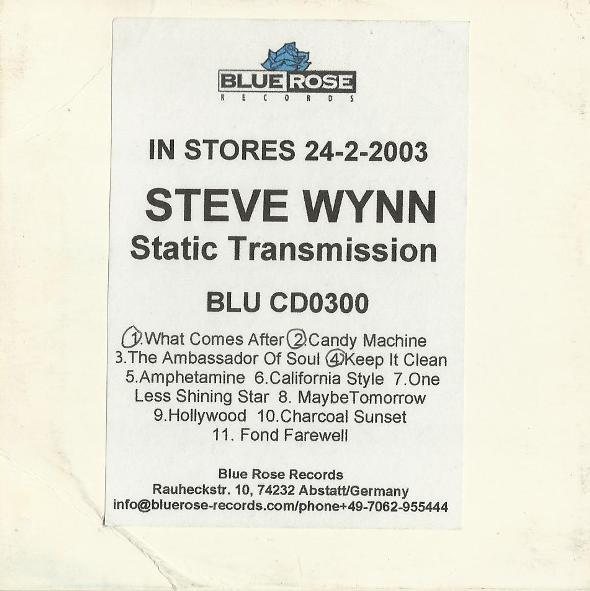 BLUE ROSE
RECORDS
IN STORES 24-2-2003
STEVE WYNN
Static Transmission
BLU CD0300
1.What Comes After 2.Candy Machine
3.The Ambassador Of Soul 4.Keep It Clean
5.Amphetamine 6.California Style 7.One
Less Shining Star 8. MaybeTomorrow
9.Hollywood 10.Charcoal Sunset
11. Fond Farewell
Blue Rose Records
Rauheckstr. 10, 74232 Abstatt/Germany
info@bluerose-records.com/phone+49-7062-955444